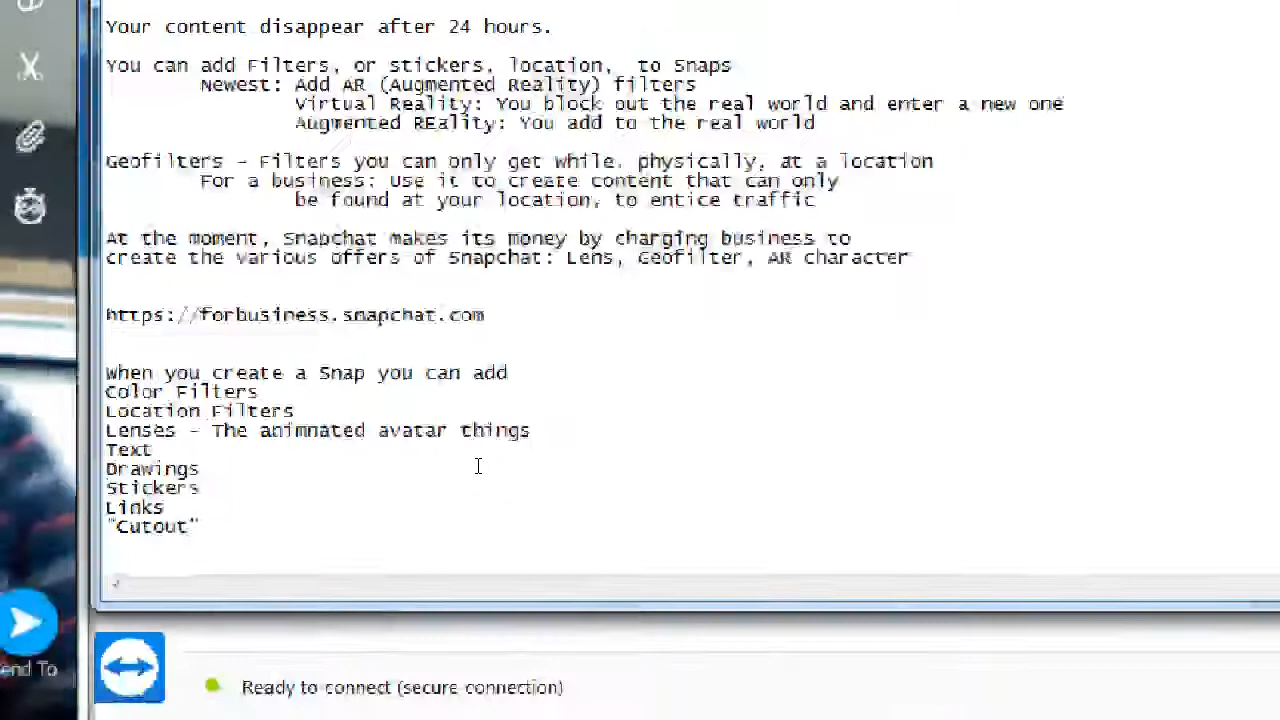 Your content disappear after 24 hours.
You can add Filters, or stickers, location,  to Snaps
Newest: Add AR (Augmented Reality) filters
Virtual Reality: You block out the real world and enter a new one
Augmented REality: You add to the real world
Geofilters - Filters you can only get while, physically, at a location
For a business: Use it to create content that can only
be found at your location, to entice traffic
At the moment, Snapchat makes its money by charging business to
create the various offers of Snapchat: Lens, Geofilter, AR character
https://forbusiness.snapchat.com
When you create a Snap you can add
Color Filters
Location Filters
Lenses - The animnated avatar things
Text
Drawings
Stickers
Links
"Cutout"
end To
Ready to connect (secure connection)